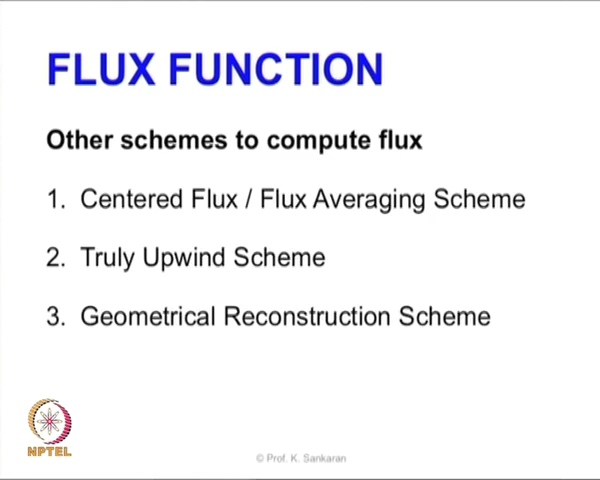 FLUX FUNCTION
Other schemes to compute flux
1. Centered Flux / Flux Averaging Scheme
2. Truly Upwind Scheme
3. Geometrical Reconstruction Scheme
NPTEL
© Prof. K. Sankaran